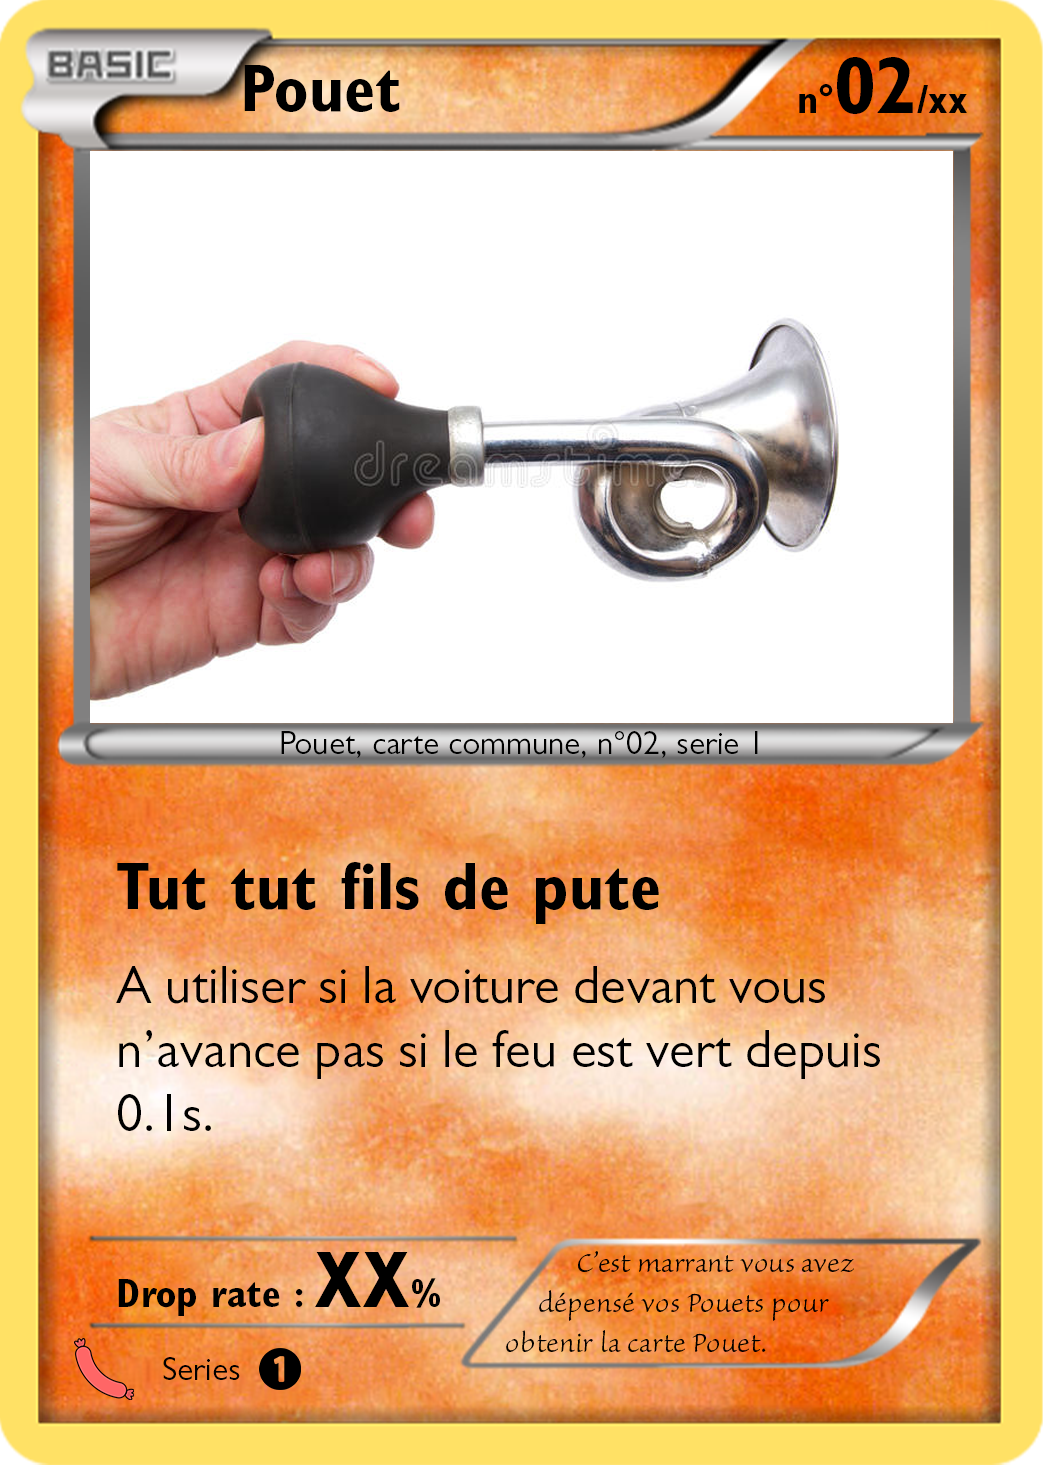 BASIC
Pouet
n°02/xx
dreamstime.
Pouet, carte commune, n°02, serie 1
Tut tut fils de pute
A utiliser si la voiture devant vous
n’avance pas si le feu est vert depuis
0.1s.
Drop rate : XX%
C’est marrant vous avez
dépensé vos Pouets pour
obtenir la carte Pouet.
Series 1